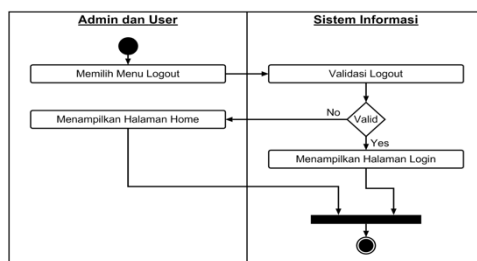 Admin dan User
Sistem Informasi
Memilih Menu Logout
Validasi Logout
Menampilkan Halaman Home
No
Valid
Yes
Menampilkan Halaman Login